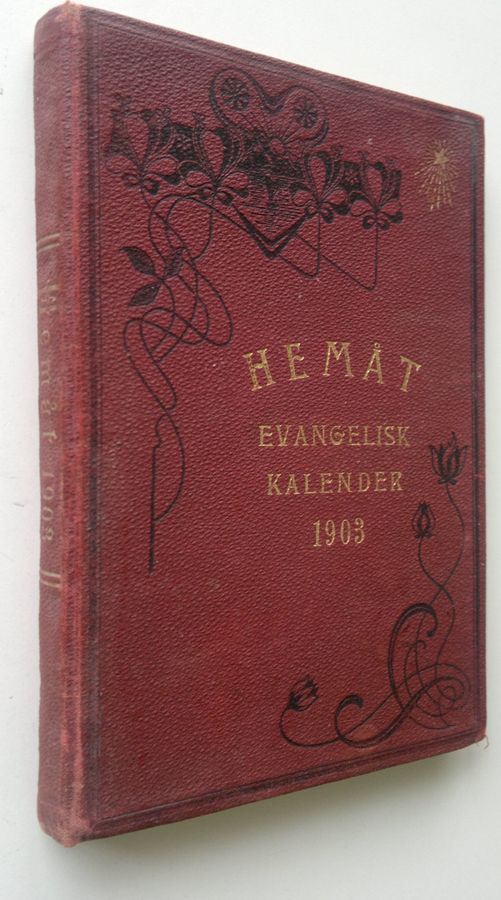 HEMÅT
EVANGELISK
KALENDER
1903
Hemåt 1903